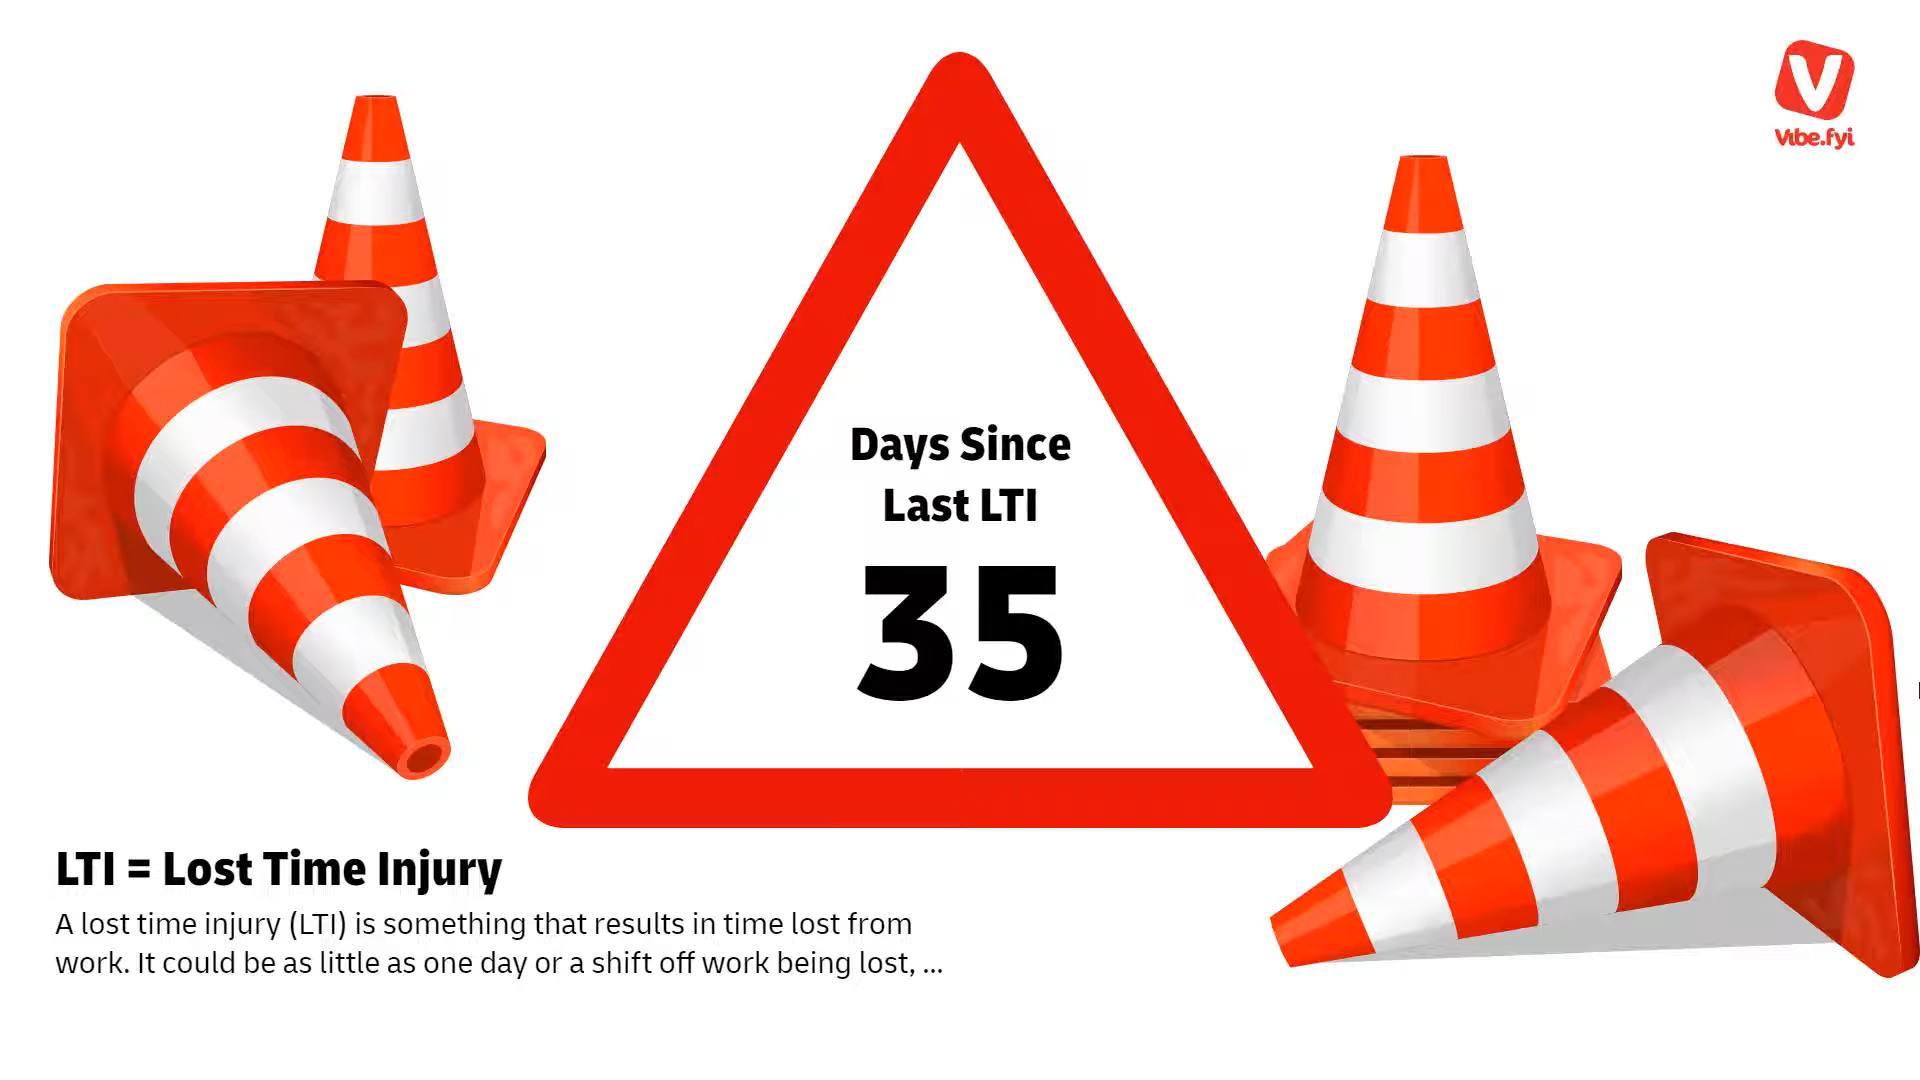 V
Vibe.fyi
Days Since
Last LTI
35
LTI = Lost Time Injury
A lost time injury (LTI) is something that results in time lost from
work. It could be as little as one day or a shift off work being lost, ...